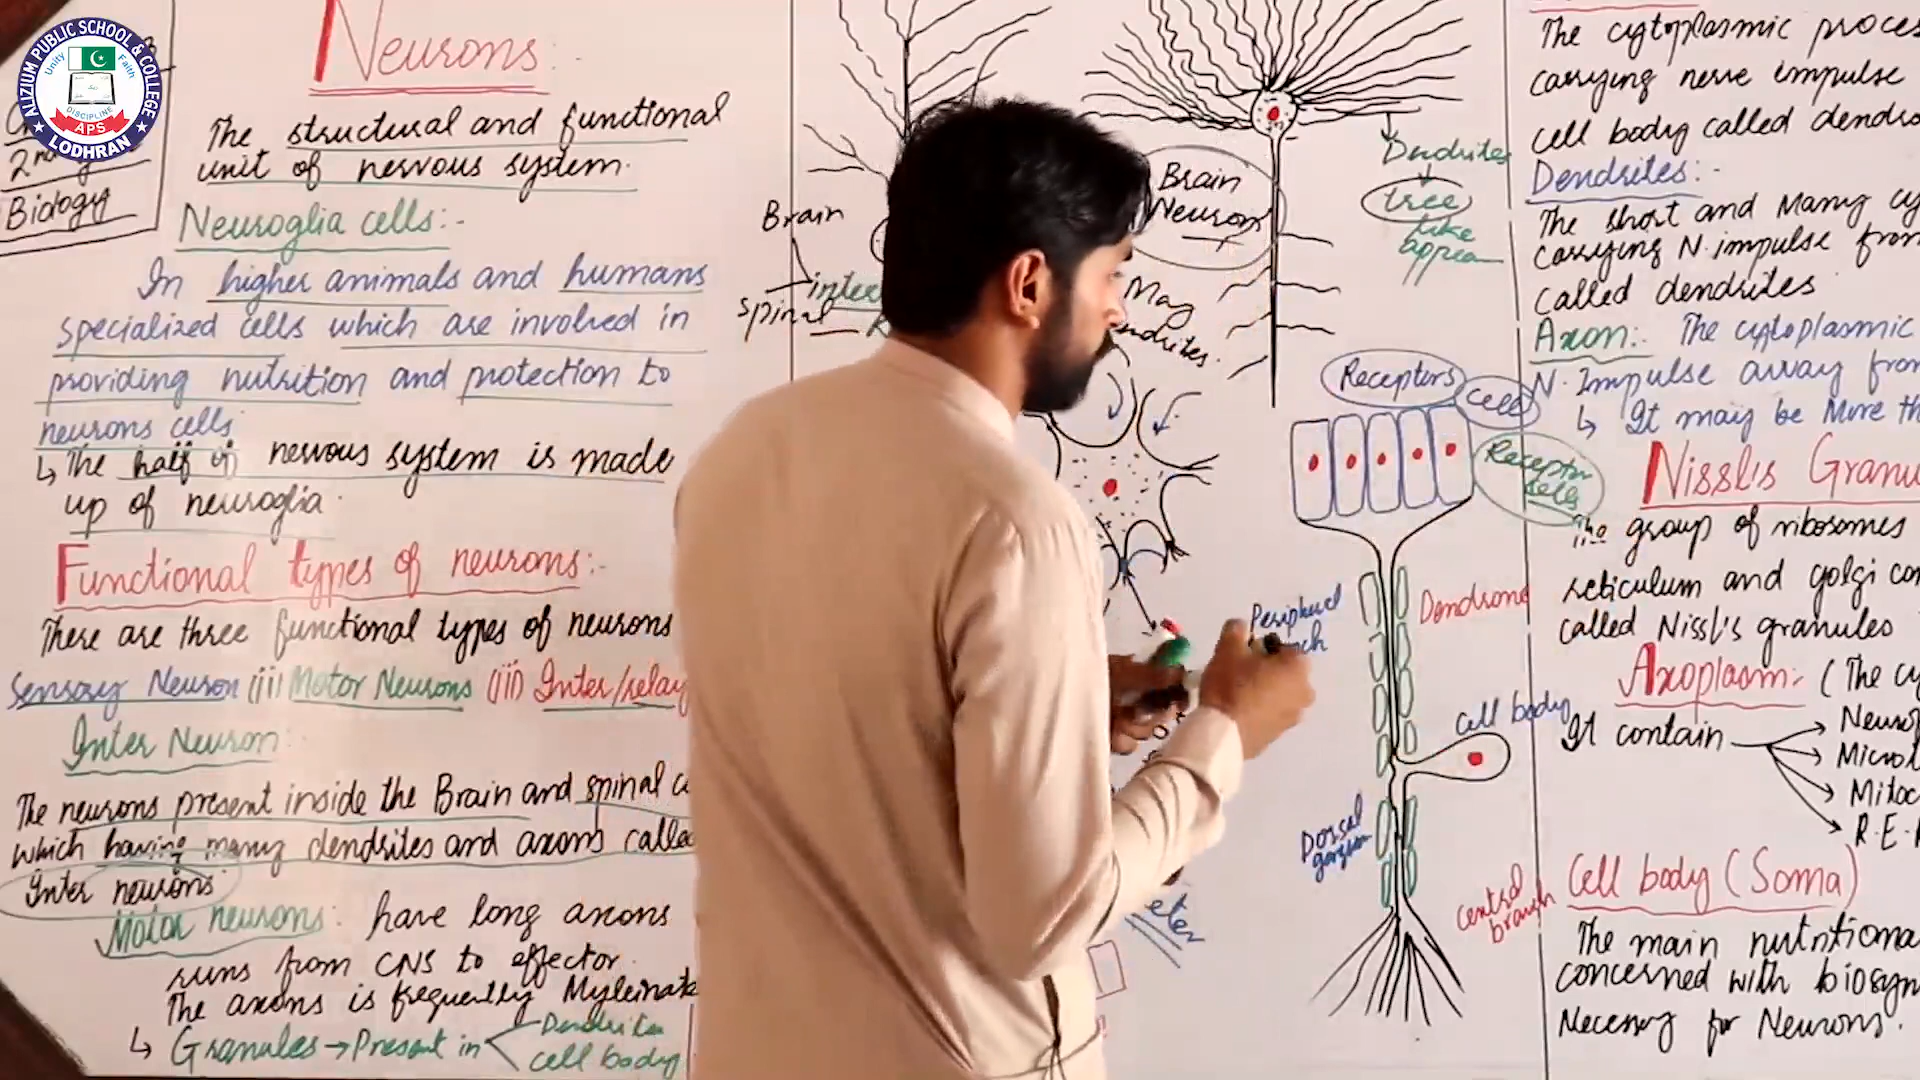 ALIZIUM PUBLIC SCHOOL & COLLEGE
Unity
Faith
DISCIPLINE
APS
LODHRAN
2nd
Biology
Neurons:-
The structural and functional
unit of nervous system.
Neuroglia cells:-
In higher animals and humans
specialized cells which are involved in
providing nutrition and protection to
neurons cells
↳ The half of nervous system is made
up of neuroglia.
Functional types of neurons:-
There are three functional types of neurons
Sensory Neuron (ii) Motor Neurons (iii) Inter/relay
Inter Neuron:
The neurons present inside the Brain and spinal c
which having many dendrites and axons called
Inter neurons
Motor neurons: have long axons
runs from CNS to effector.
The axons is frequently Myleinate
↳ Granules → Present in
Dendrites
cell body
Brain
inter
spinal
Brain
Neuron
May
Dendrites
tree
like
appea
Receptors
Cell
Receptor
cells
Peripheral
Dendrone
cell body
Dorsal
central
branch
The cytoplasmic proces
carrying nerve impulse
cell body called dendro
Dendrites:-
The short and Many cy
carrying N.impulse from
called dendrites
Axon:- The cytoplasmic
N.Impulse away from
↳ It may be More th
Nissl's Granu
The group of ribosomes
reticulum and golgi com
called Nissl's granules
Axoplasm:- (The cy
It contain
Neurof
Micro
Mitoc
R.E.R
Cell body (Soma)
The main nutritiona
concerned with biosyn
Necessary for Neurons.